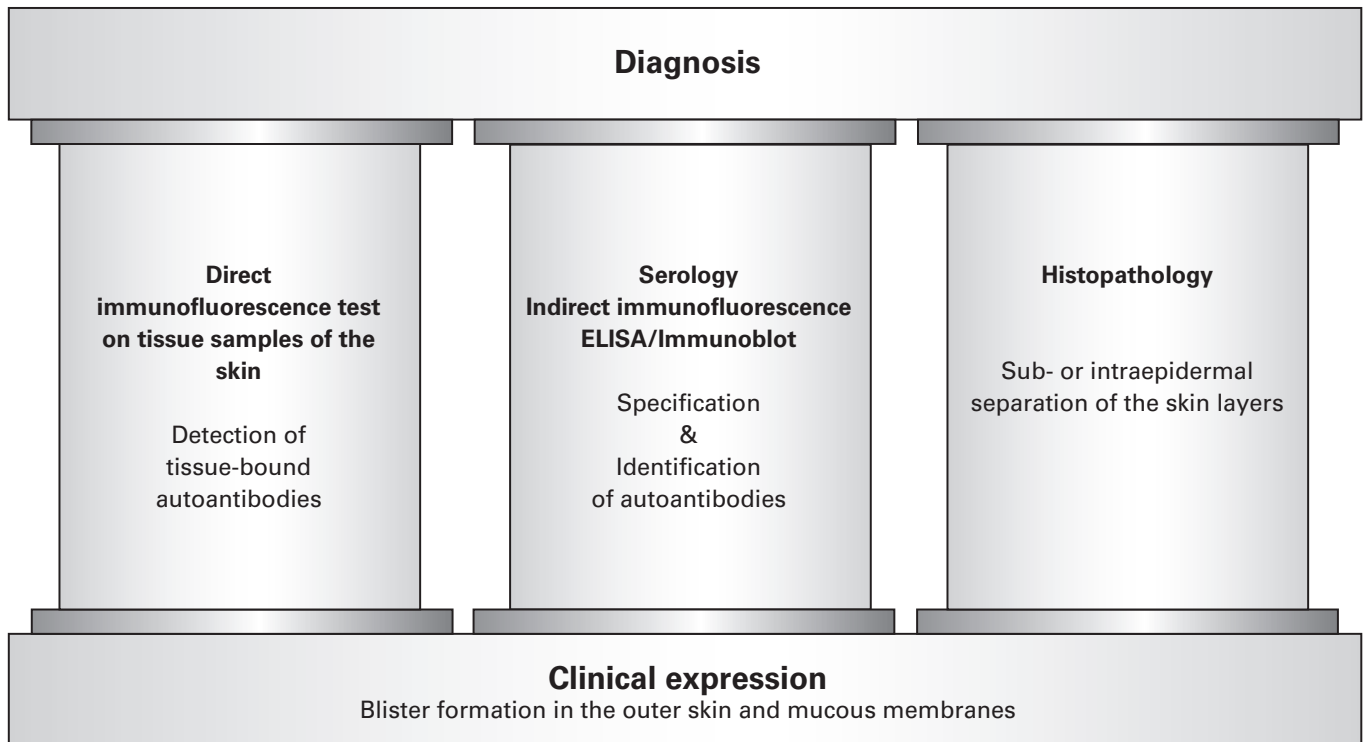 Diagnosis
Direct
immunofluorescence test
on tissue samples of the
skin
Detection of
tissue-bound
autoantibodies
Serology
Indirect immunofluorescence
ELISA/Immunoblot
Specification
&
Identification
of autoantibodies
Histopathology
Sub- or intraepidermal
separation of the skin layers
Clinical expression
Blister formation in the outer skin and mucous membranes